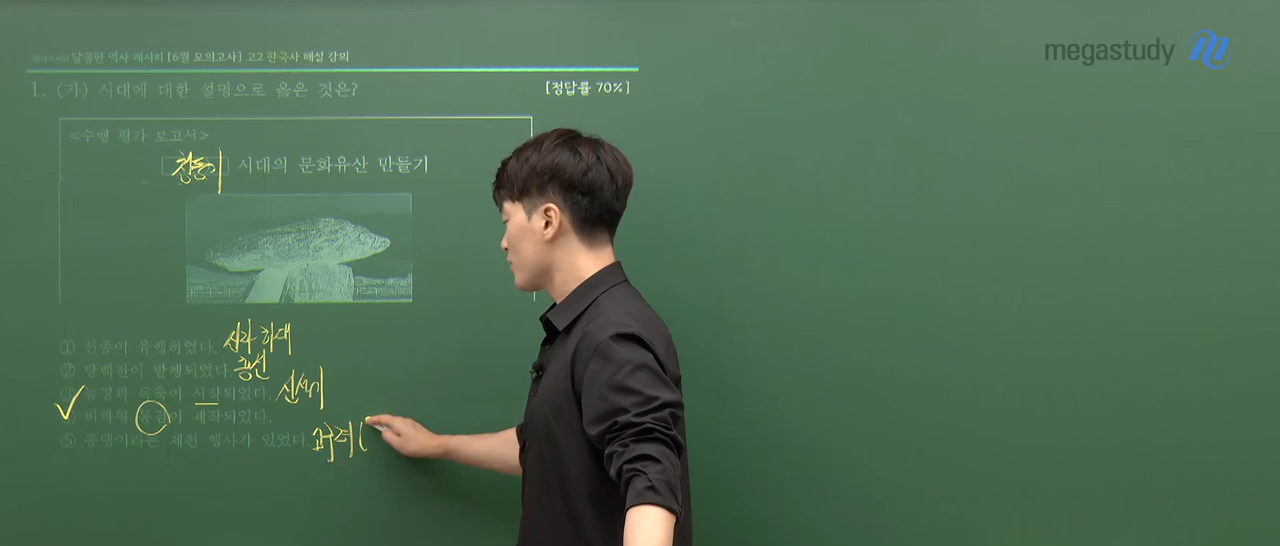 달콤한 역사 레시피 [6월 모의고사] 고2 한국사 해설 강의
megastudy
1. (가) 시대에 대한 설명으로 옳은 것은?
[정답률 70%]
<수행 평가 보고서>
청동기 시대의 문화유산 만들기
① 선종이 유행하였다. 신라 하대
② 당백전이 발행되었다. 조선
③ 농경과 목축이 시작되었다. 신석기
④ 비파형 동검이 제작되었다.
⑤ 동맹이라는 제천 행사가 있었다. 고구려 (